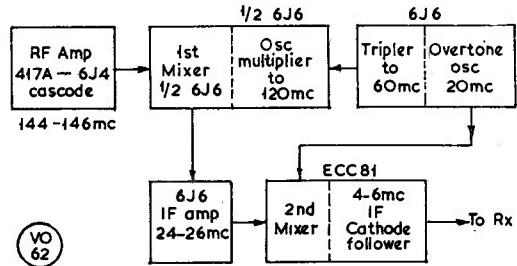 1/2 6J6
6J6
RF Amp
417A – 6J4
cascode
144 – 146mc
1st
Mixer
1/2 6J6
Osc
multiplier
to
120mc
Tripler
to
60mc
Overtone
osc
20mc
6J6
IF amp
24–26mc
ECC81
2nd
Mixer
4–6mc
IF
Cathode
follower
To Rx
VO
62